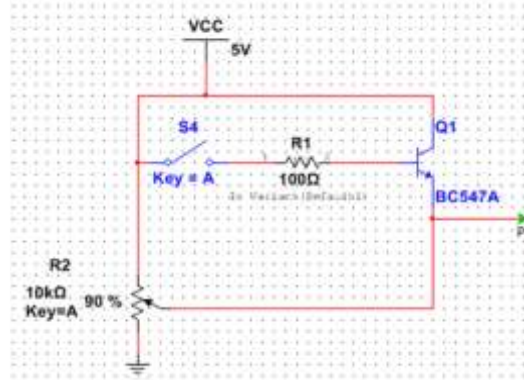 VCC
5V
Q1
S4
R1
Key = A
100Ω
BC547A
R2
10kΩ
90 %
Key=A